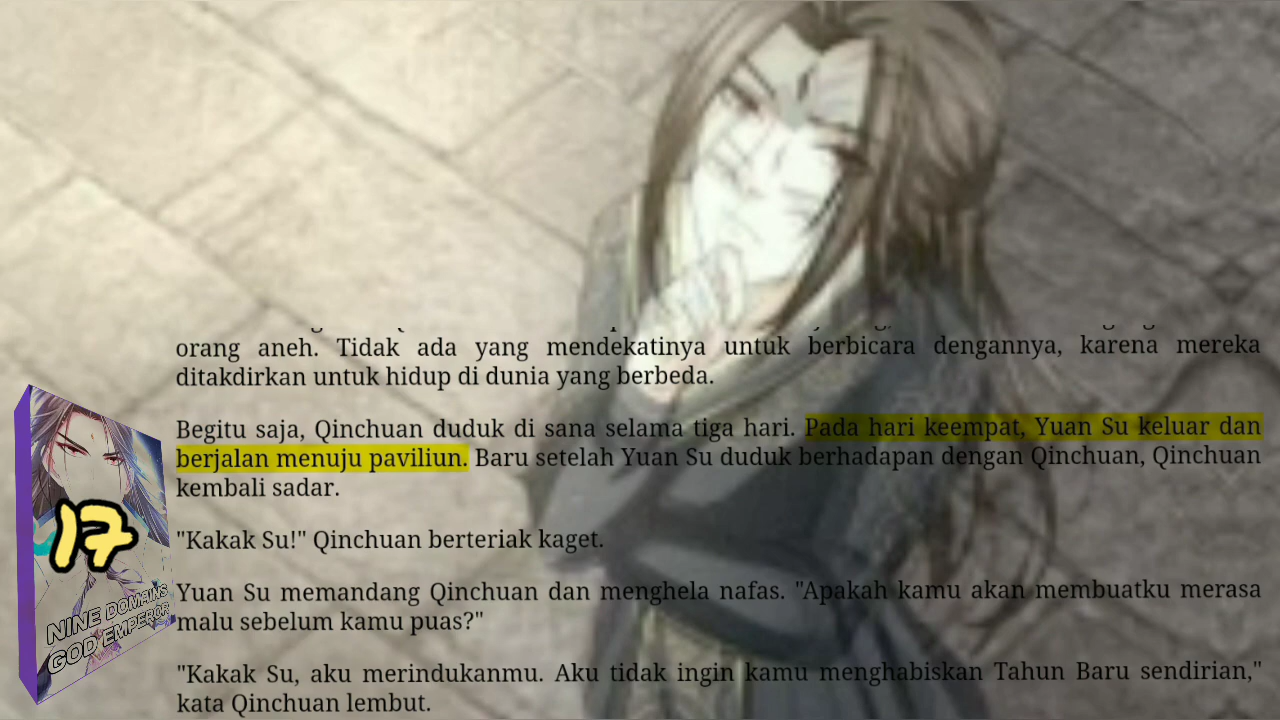 orang aneh. Tidak ada yang mendekatinya untuk berbicara dengannya, karena mereka
ditakdirkan untuk hidup di dunia yang berbeda.
Begitu saja, Qinchuan duduk di sana selama tiga hari. Pada hari keempat, Yuan Su keluar dan
berjalan menuju paviliun. Baru setelah Yuan Su duduk berhadapan dengan Qinchuan, Qinchuan
kembali sadar.
"Kakak Su!" Qinchuan berteriak kaget.
Yuan Su memandang Qinchuan dan menghela nafas. "Apakah kamu akan membuatku merasa
malu sebelum kamu puas?"
"Kakak Su, aku merindukanmu. Aku tidak ingin kamu menghabiskan Tahun Baru sendirian,"
kata Qinchuan lembut.
17
NINE DOMAINS
GOD EMPEROR